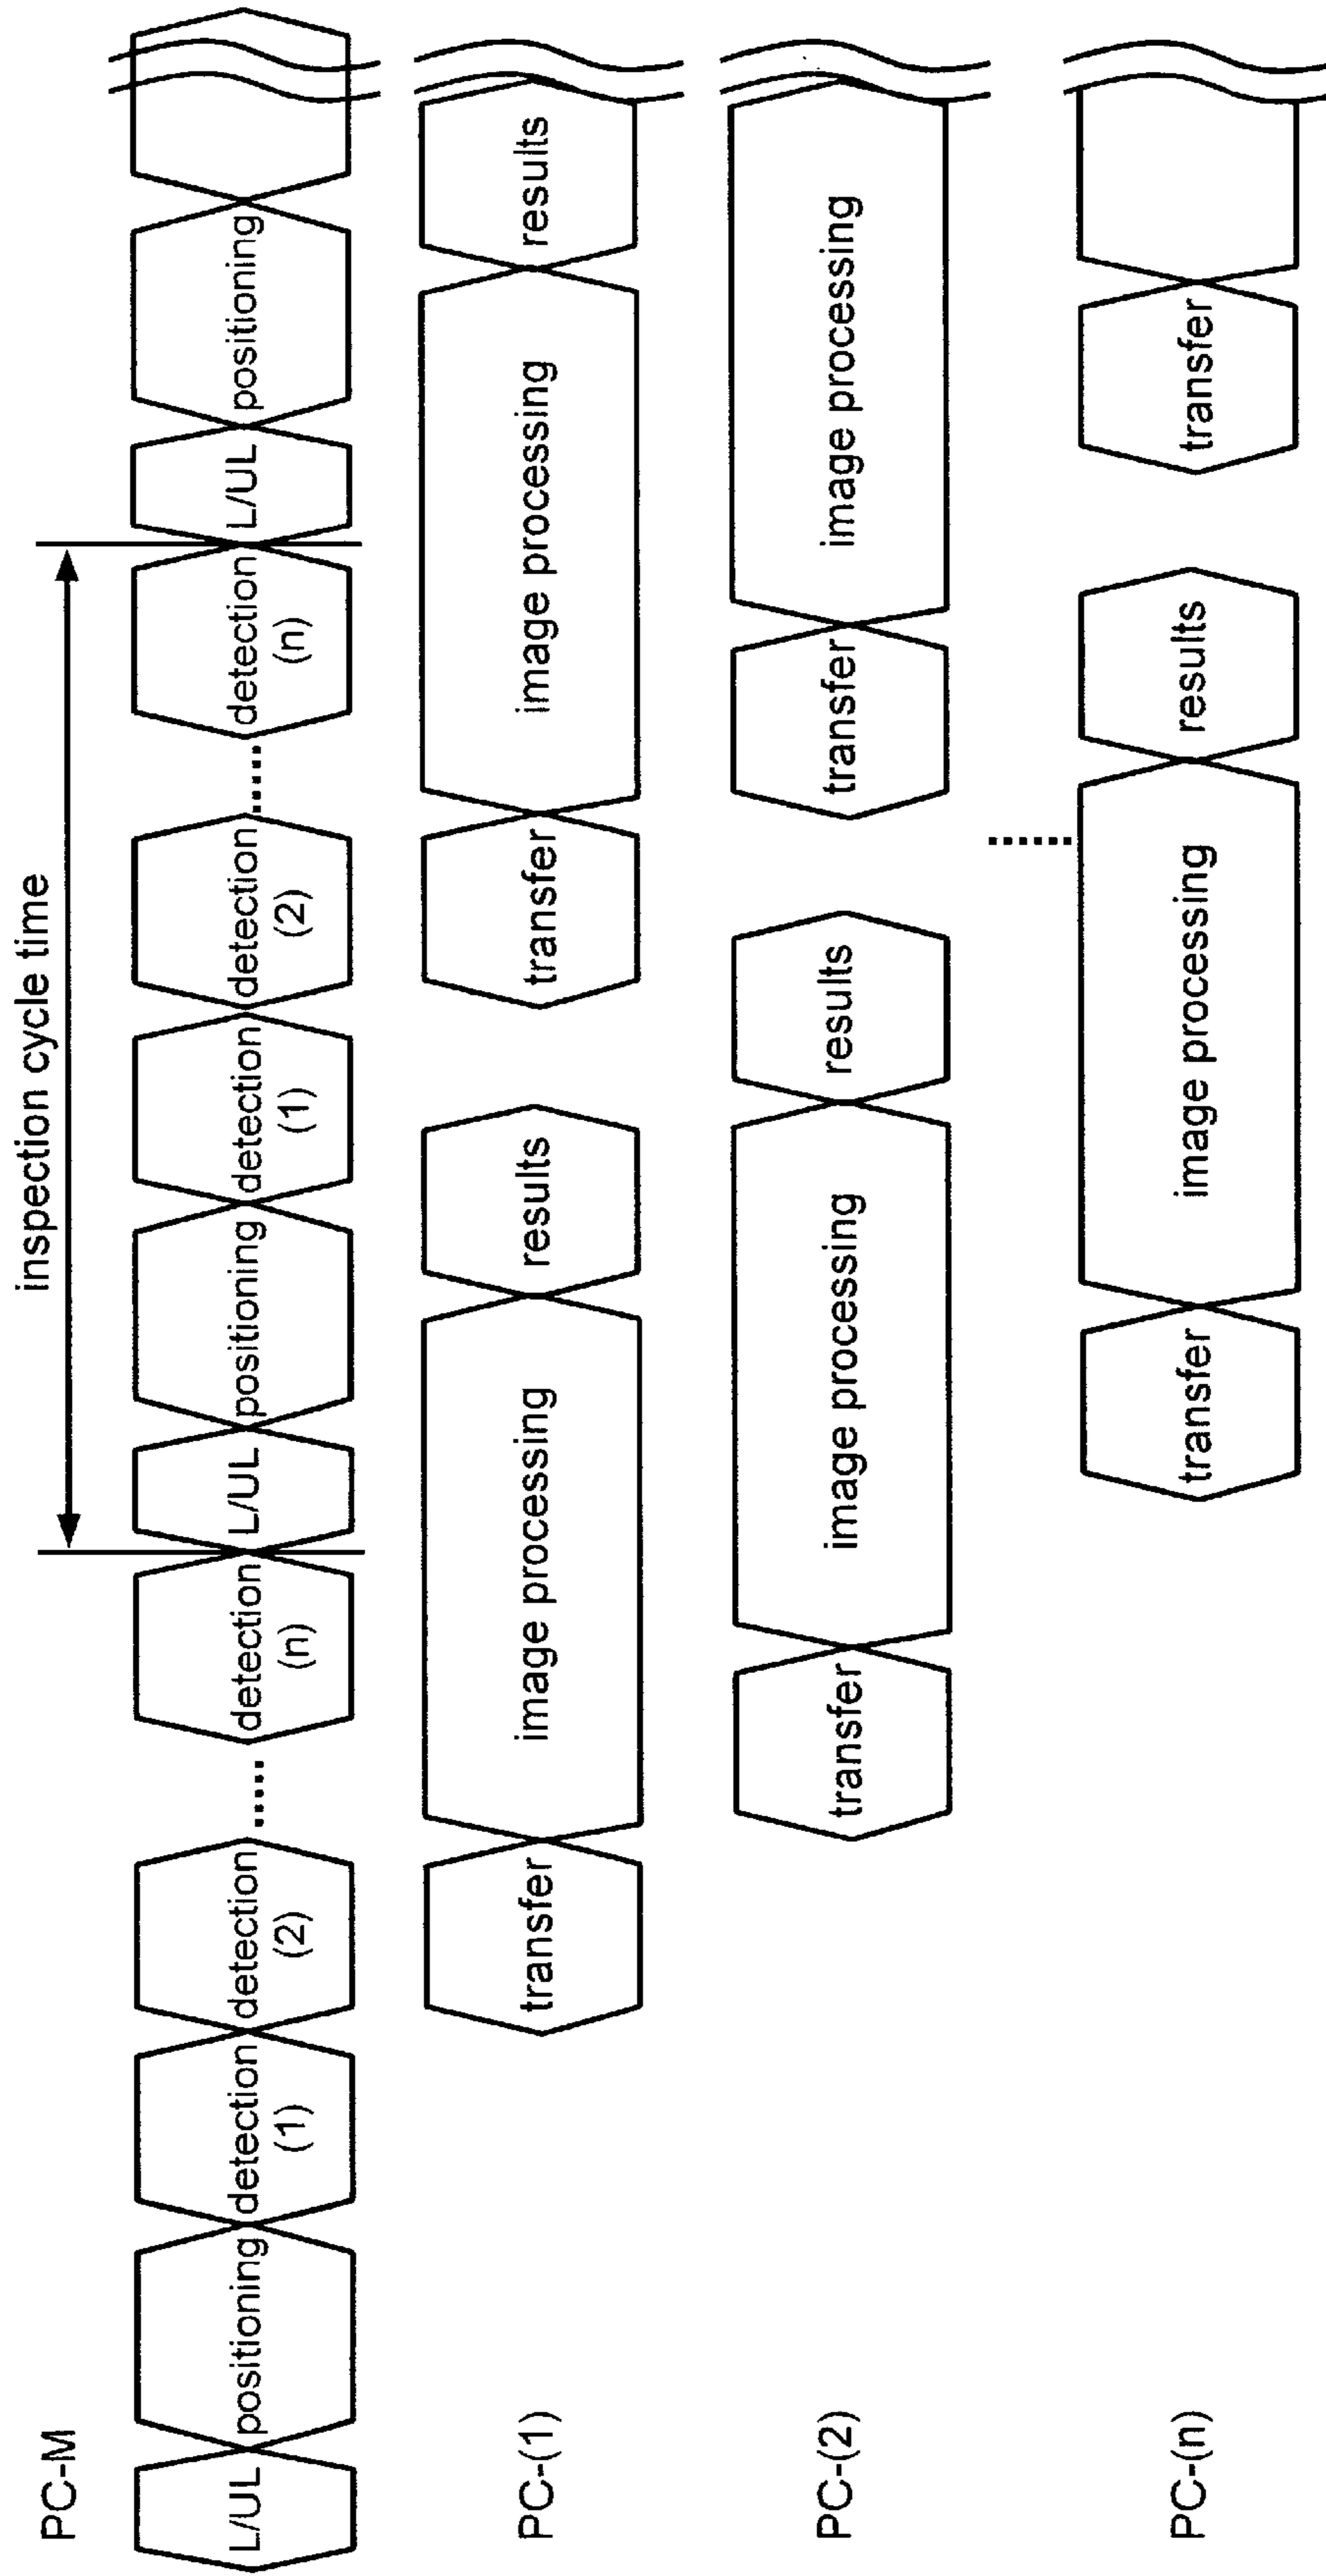 inspection cycle time
PC-M
L/UL
positioning
detection
(1)
detection
(2)
......
detection
(n)
L/UL
positioning
detection
(1)
detection
(2)
......
detection
(n)
L/UL
positioning
PC-(1)
transfer
image processing
results
transfer
image processing
results
PC-(2)
transfer
image processing
results
transfer
image processing
......
PC-(n)
transfer
image processing
results
transfer